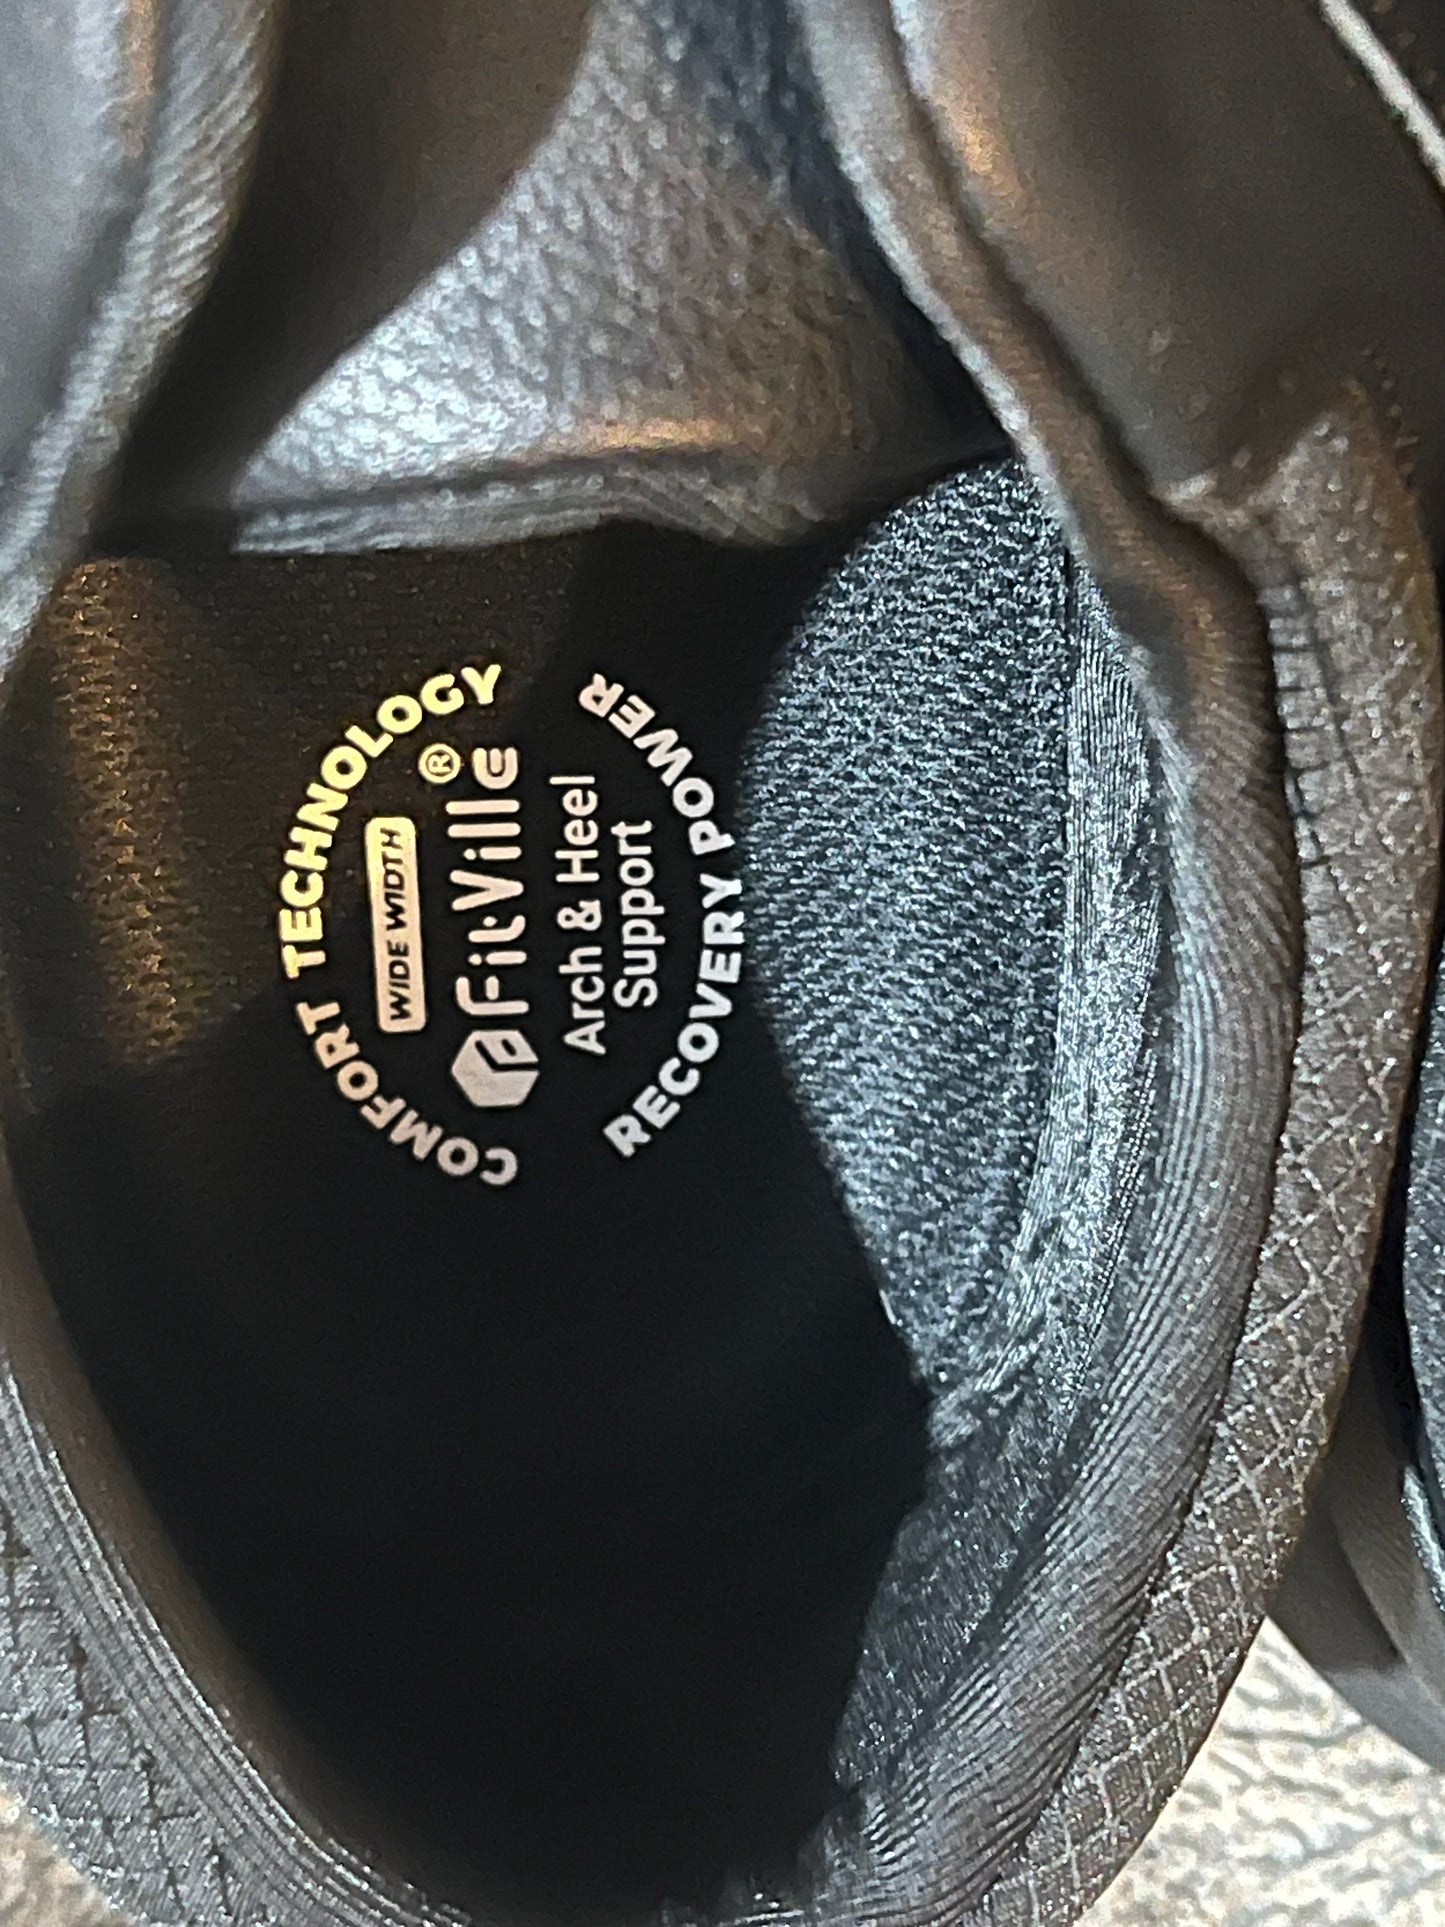 COMFORT TECHNOLOGY
WIDE WIDTH
FitVille®
Arch & Heel
Support
RECOVERY POWER